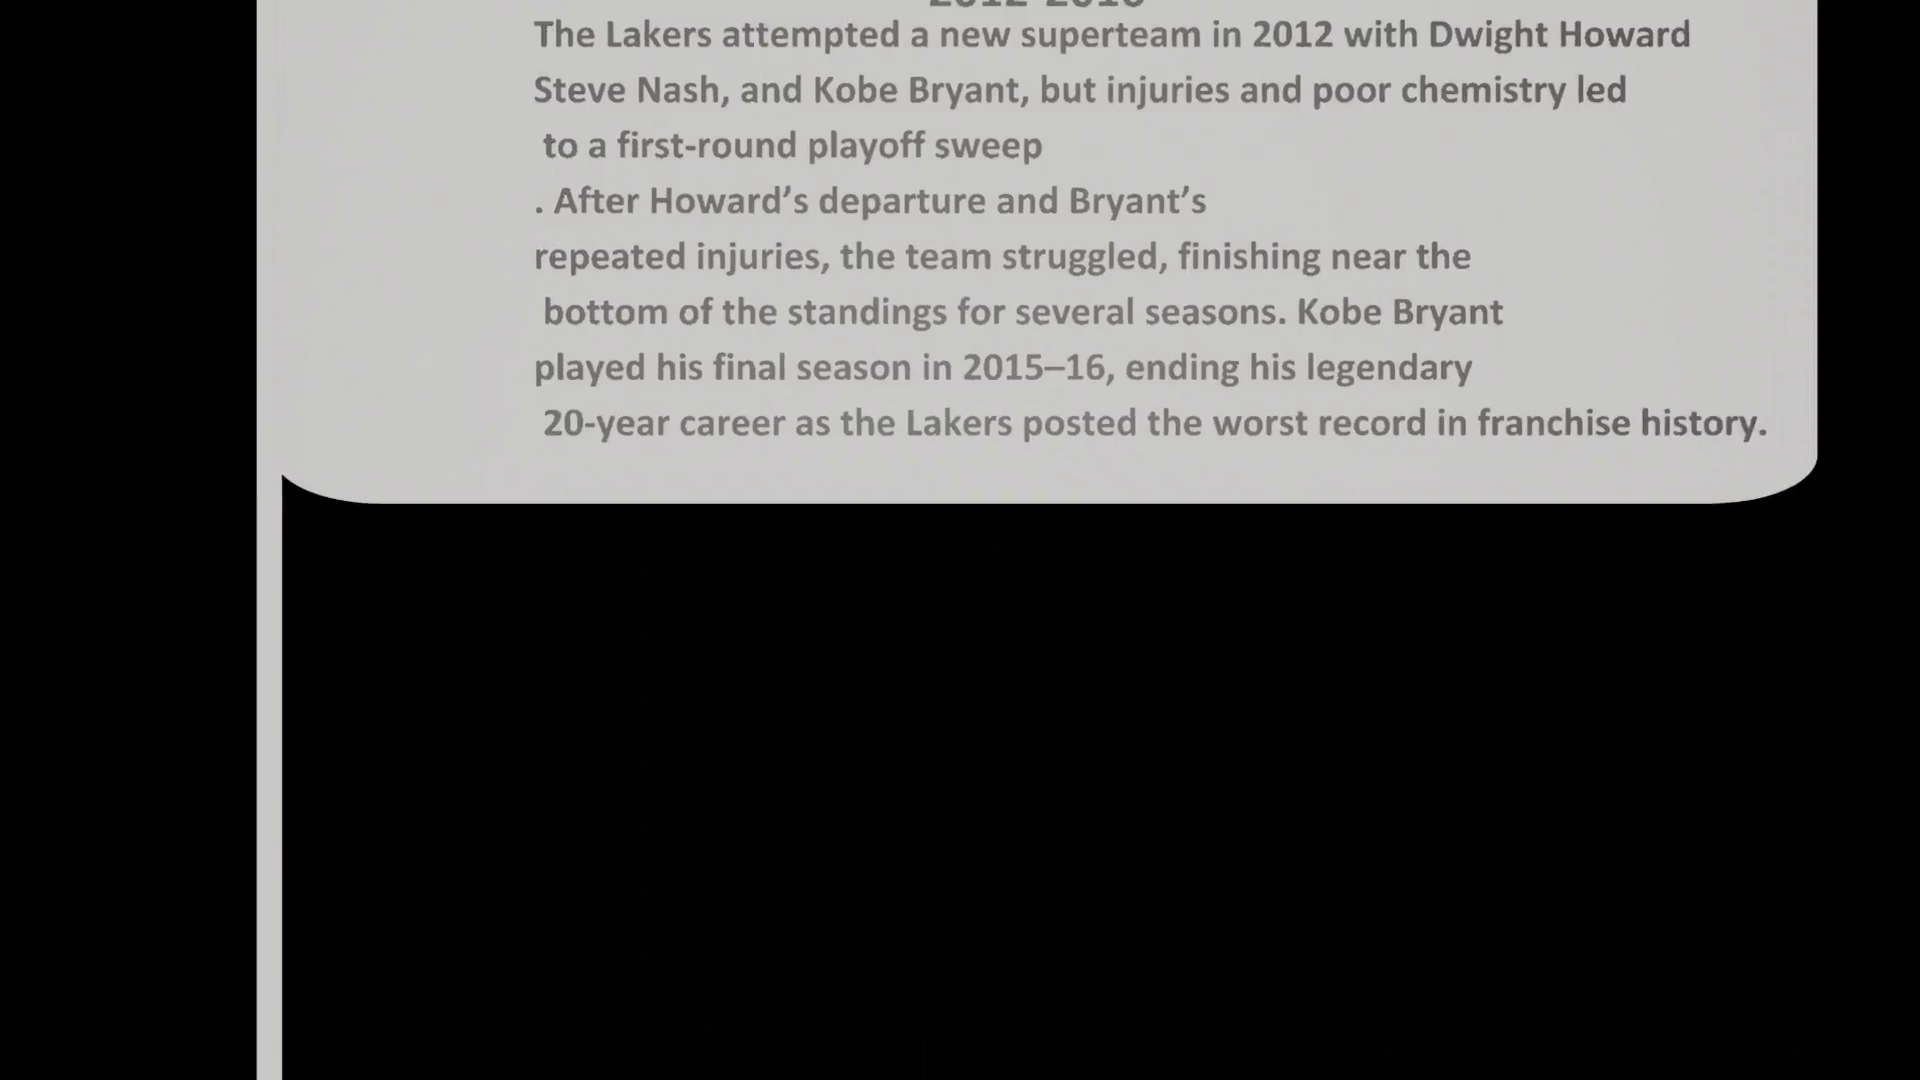 2012-2016
The Lakers attempted a new superteam in 2012 with Dwight Howard
Steve Nash, and Kobe Bryant, but injuries and poor chemistry led
to a first-round playoff sweep
. After Howard’s departure and Bryant’s
repeated injuries, the team struggled, finishing near the
bottom of the standings for several seasons. Kobe Bryant
played his final season in 2015–16, ending his legendary
20-year career as the Lakers posted the worst record in franchise history.